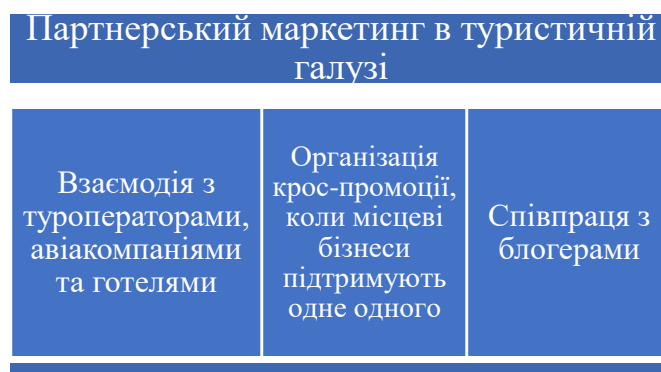 Партнерський маркетинг в туристичній
галузі
Взаємодія з
туроператорами,
авіакомпаніями
та готелями
Організація
крос-промоції,
коли місцеві
бізнеси
підтримують
одне одного
Співпраця з
блогерами